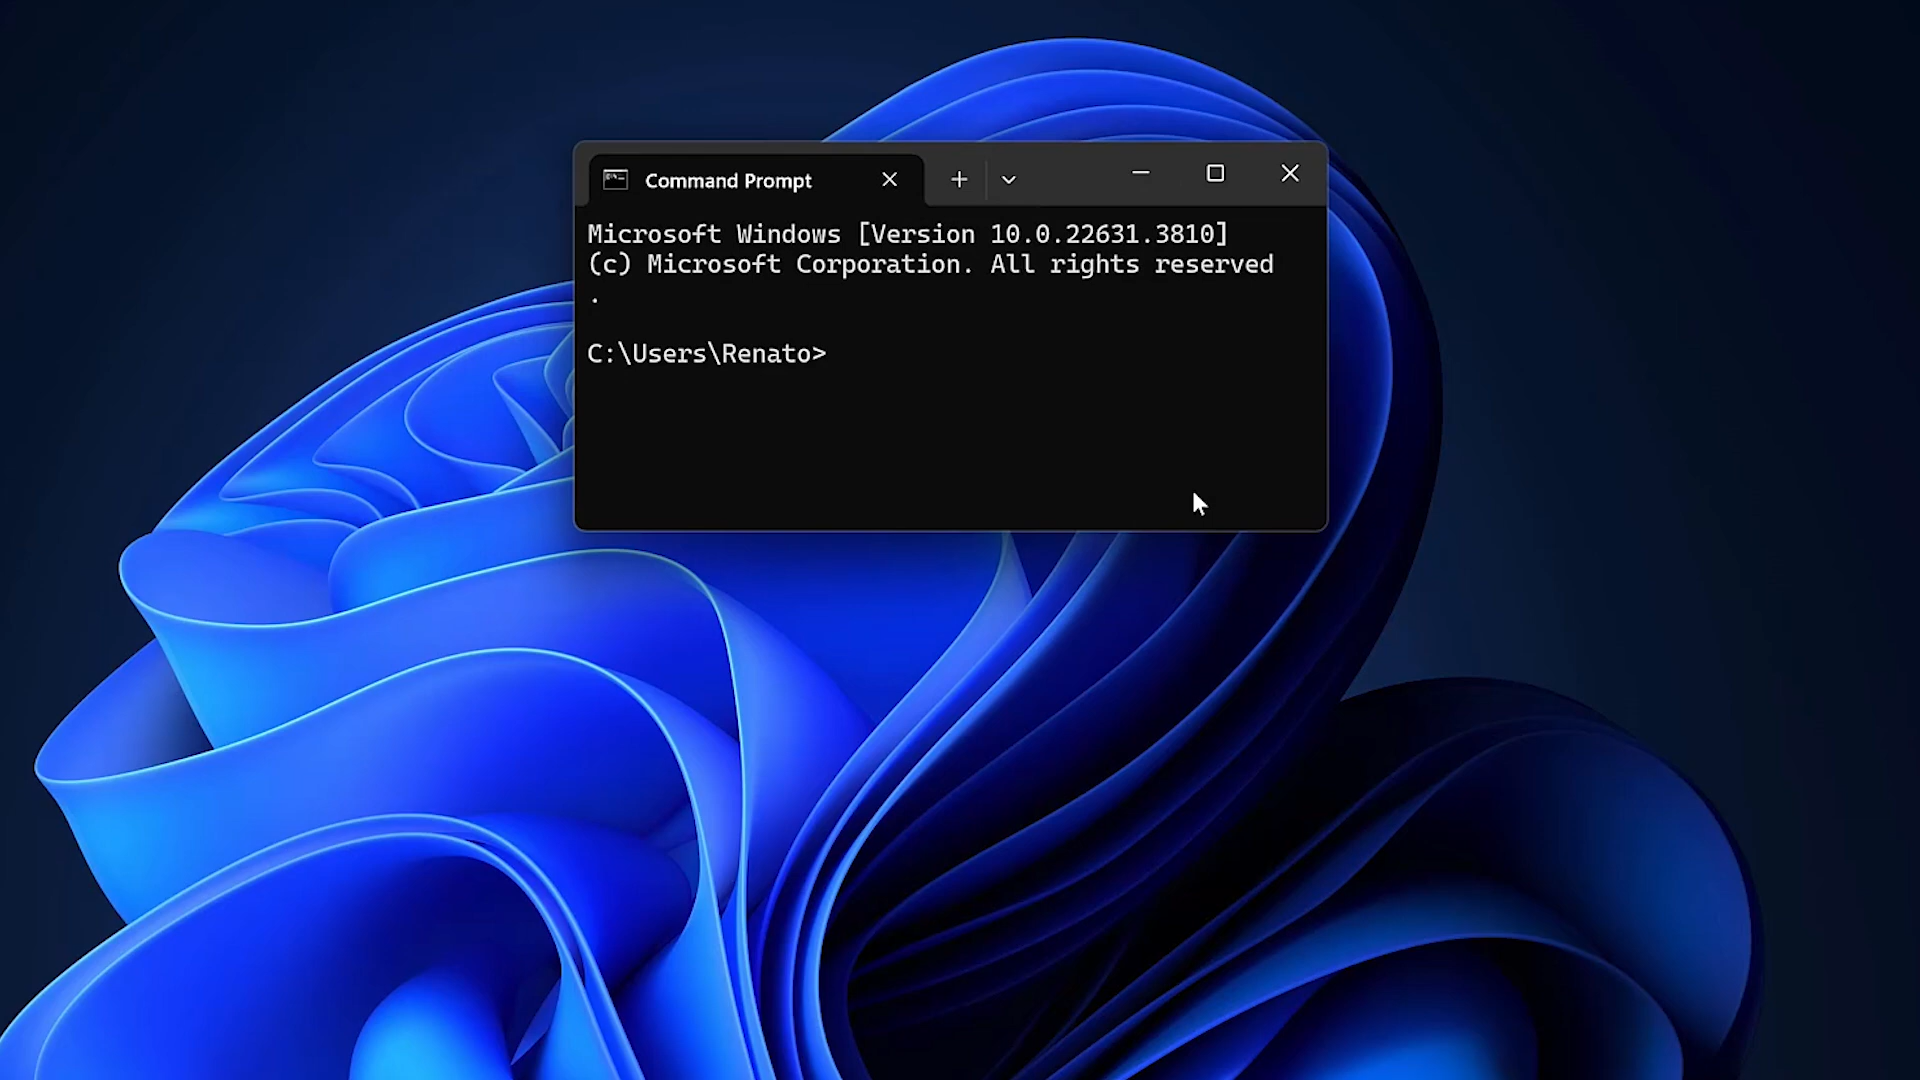 Command Prompt
Microsoft Windows [Version 10.0.22631.3810]
(c) Microsoft Corporation. All rights reserved
.
C:\Users\Renato>